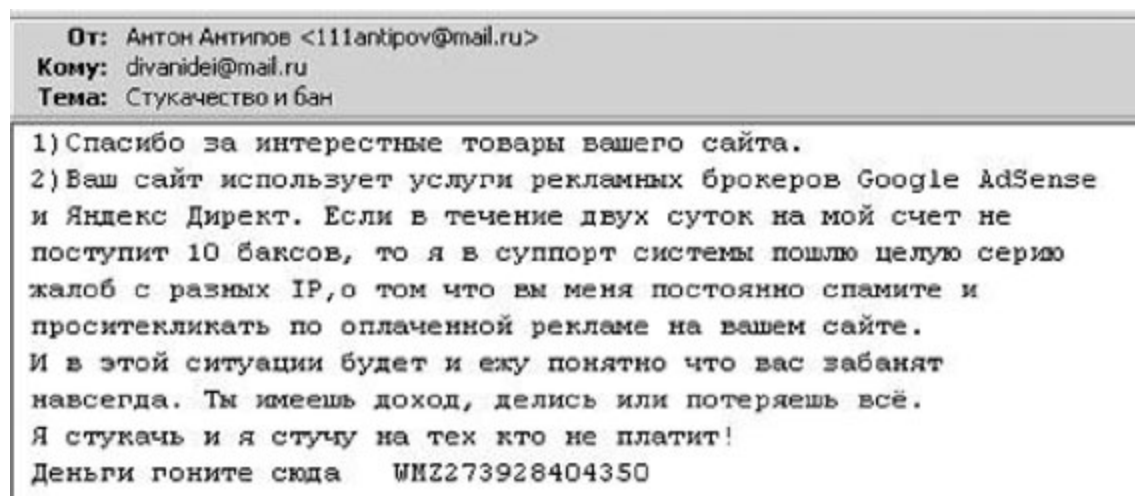 От: Антон Антипов <111antipov@mail.ru>
Кому: divanidei@mail.ru
Тема: Стукачество и бан
1)Спасибо за интерестные товары вашего сайта.
2)Ваш сайт использует услуги рекламных брокеров Google AdSense
и Яндекс Директ. Если в течение двух суток на мой счет не
поступит 10 баксов, то я в суппорт системы пошлю целую серию
жалоб с разных IP,о том что вы меня постоянно спамите и
проситекликать по оплаченной рекламе на вашем сайте.
И в этой ситуации будет и ежу понятно что вас забанят
навсегда. Ты имеешь доход, делись или потеряешь всё.
Я стукачь и я стучу на тех кто не платит!
Деньги гоните сюда WMZ273928404350